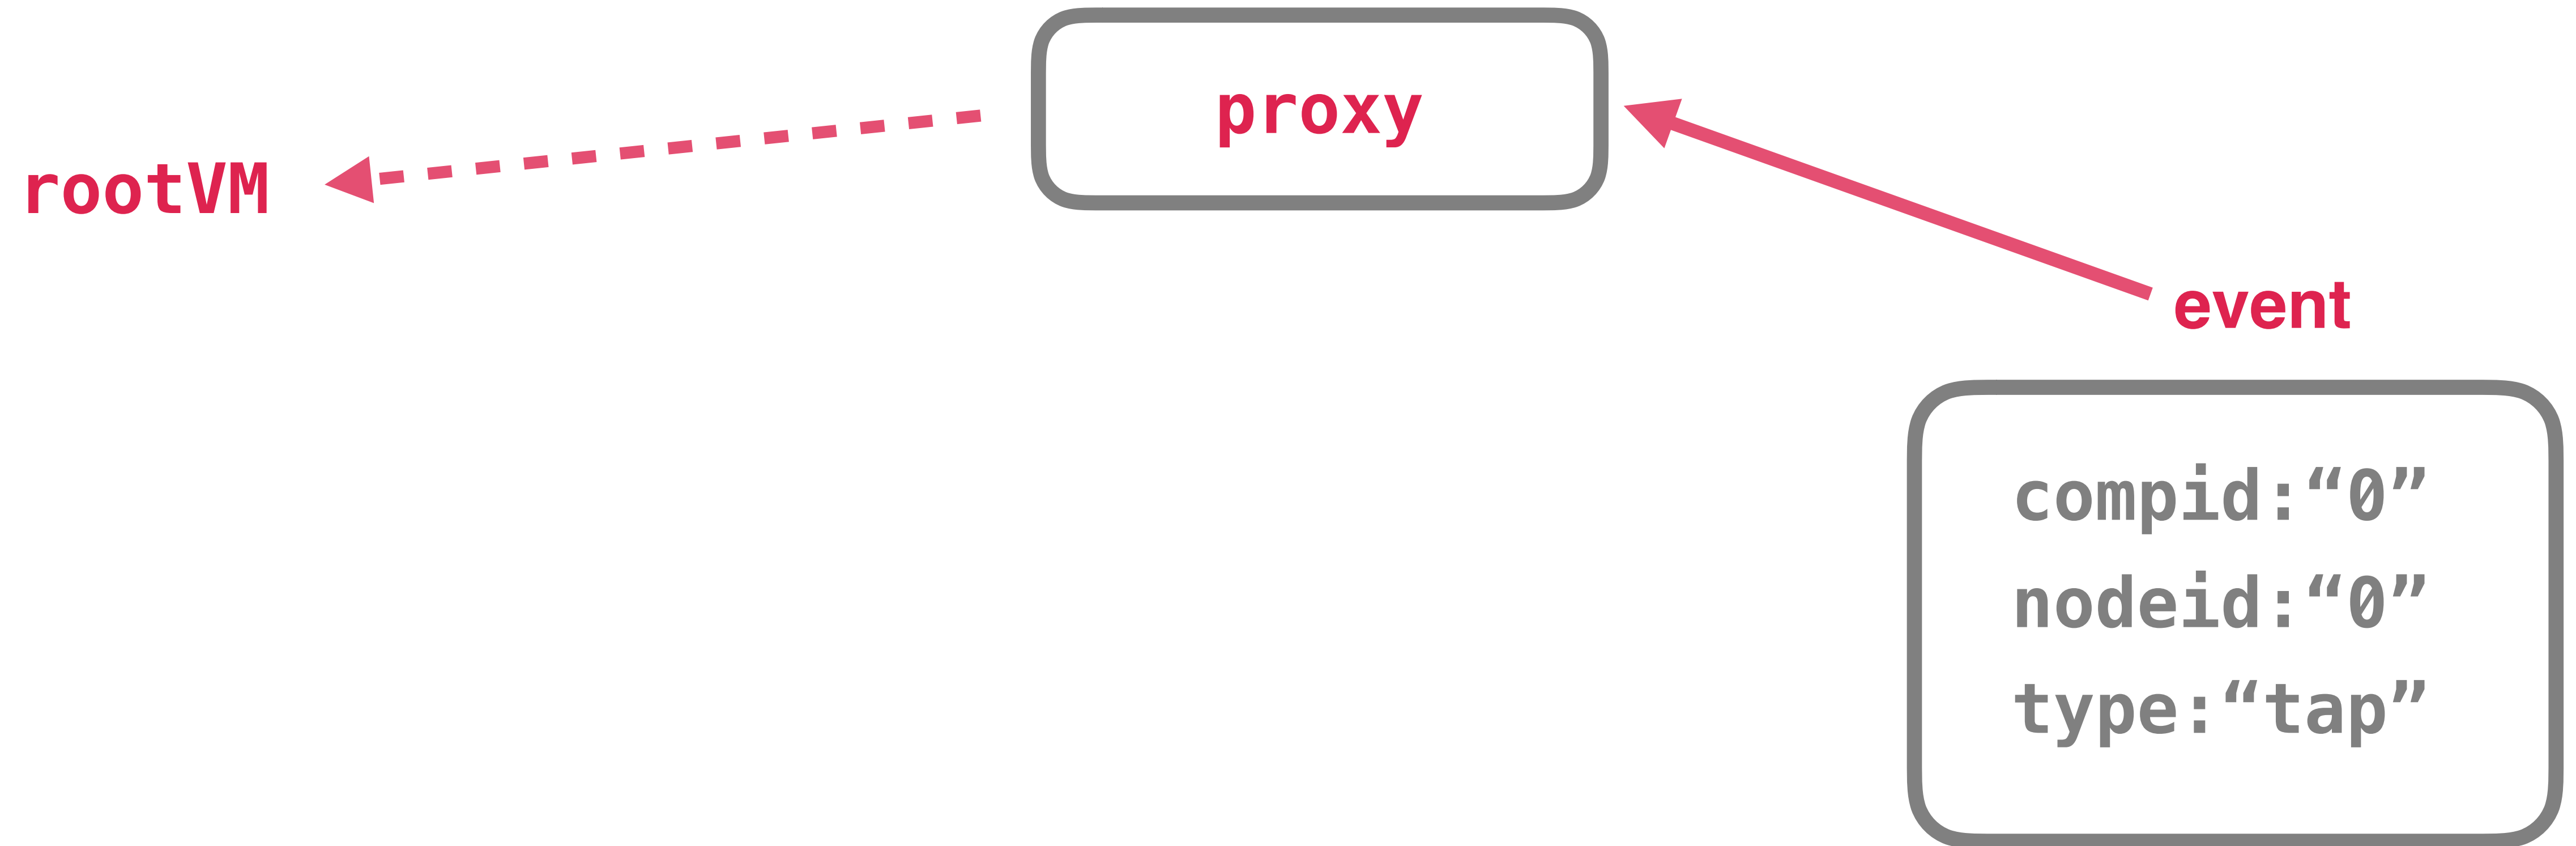 proxy
rootVM
event
compid:“0”
nodeid:“0”
type:“tap”